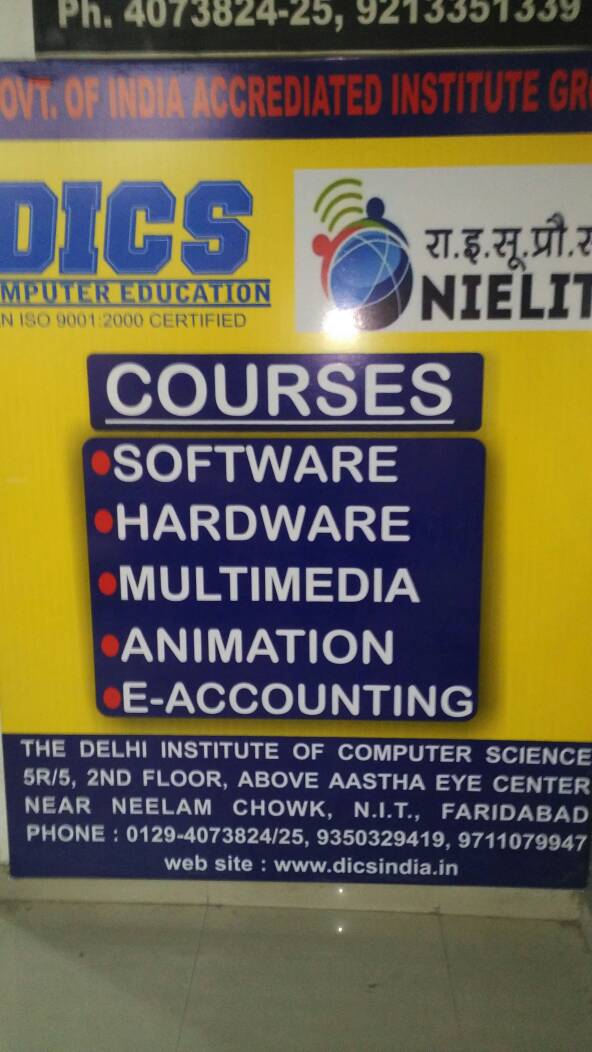 Ph. 4073824-25, 9213351339
OVT. OF INDIA ACCREDIATED INSTITUTE GRO
DICS
MPUTER EDUCATION
N ISO 9001:2000 CERTIFIED
रा.इ.सू.प्रौ.स
NIELIT
COURSES
•SOFTWARE
•HARDWARE
•MULTIMEDIA
•ANIMATION
•E-ACCOUNTING
THE DELHI INSTITUTE OF COMPUTER SCIENCE
5R/5, 2ND FLOOR, ABOVE AASTHA EYE CENTER
NEAR NEELAM CHOWK, N.I.T., FARIDABAD
PHONE : 0129-4073824/25, 9350329419, 9711079947
web site : www.dicsindia.in